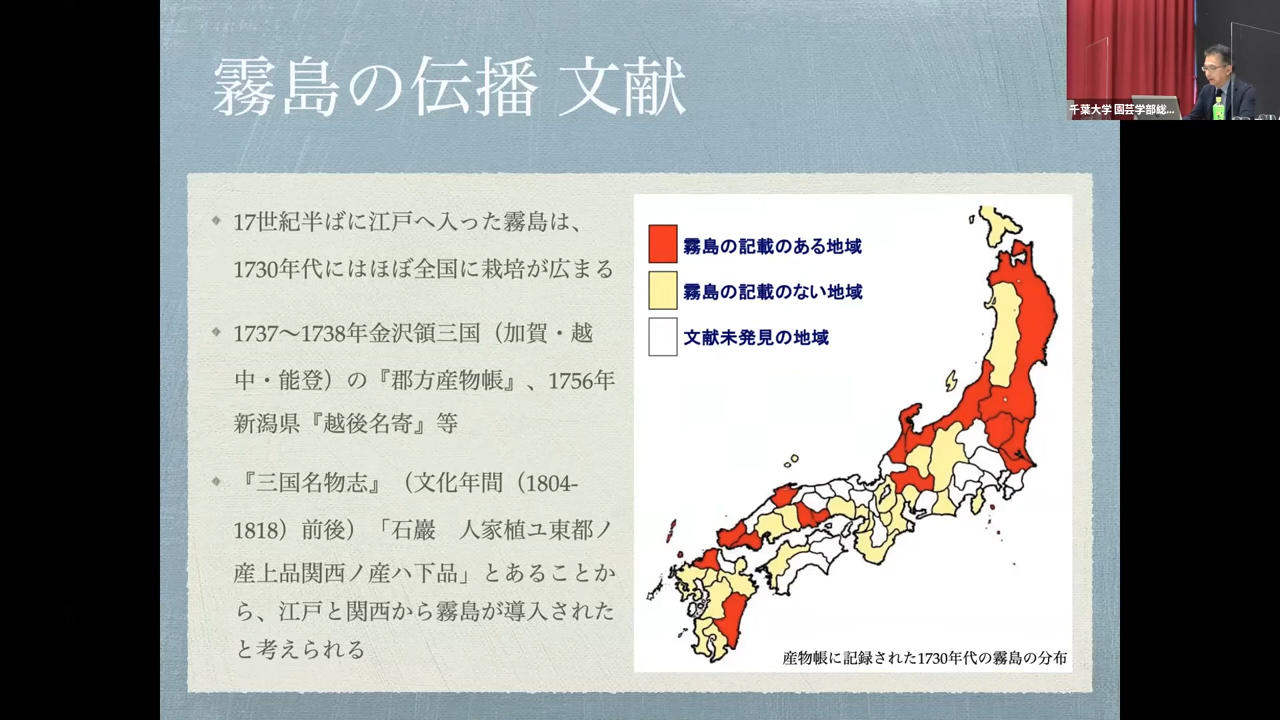 霧島の伝播 文献
千葉大学 園芸学部総...
17世紀半ばに江戸へ入った霧島は、
1730年代にはほぼ全国に栽培が広まる
1737〜1738年金沢領三国（加賀・越
中・能登）の『郡方産物帳』、1756年
新潟県『越後名寄』等
『三国名物志』（文化年間（1804-
1818）前後）「石巖　人家植ユ東都ノ
産上品関西ノ産ハ下品」とあることか
ら、江戸と関西から霧島が導入された
と考えられる
霧島の記載のある地域
霧島の記載のない地域
文献未発見の地域
産物帳に記録された1730年代の霧島の分布